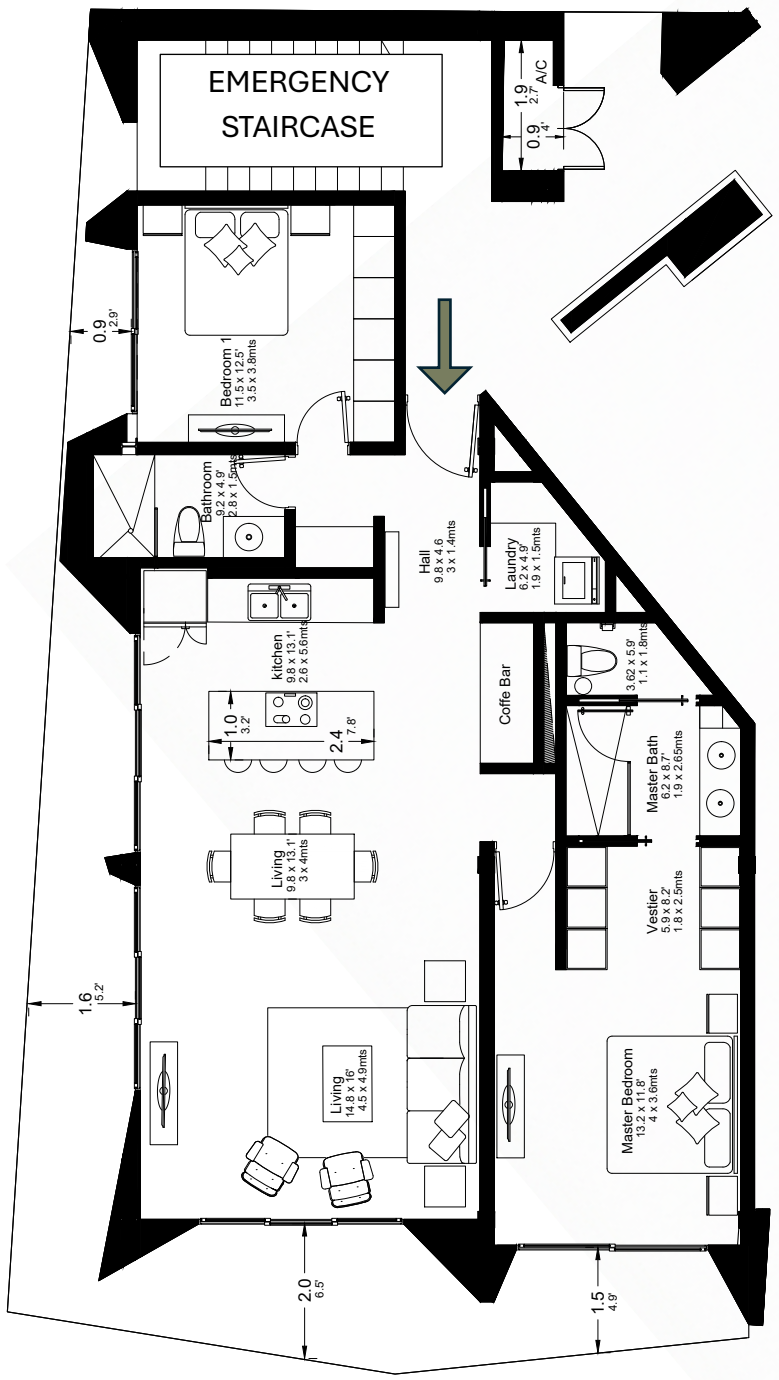 EMERGENCY
STAIRCASE
1.9
2.7'
A/C
0.9
4'
0.9
2.9'
Bedroom 1
11.5 x 12.5'
3.5 x 3.8mts
Bathroom
9.2 x 4.9'
2.8 x 1.5mts
Hall
9.8 x 4.6
3 x 1.4mts
Laundry
6.2 x 4.9'
1.9 x 1.5mts
kitchen
9.8 x 13.1'
2.6 x 5.6mts
3.62 x 5.9'
1.1 x 1.8mts
Coffe Bar
1.0
3.2'
2.4
7.8'
Master Bath
6.2 x 8.7'
1.9 x 2.65mts
Living
9.8 x 13.1'
3 x 4mts
Vestier
5.9 x 8.2'
1.8 x 2.5mts
1.6
5.2'
Living
14.8 x 16'
4.5 x 4.9mts
Master Bedroom
13.2 x 11.8'
4 x 3.6mts
2.0
6.5'
1.5
4.9'